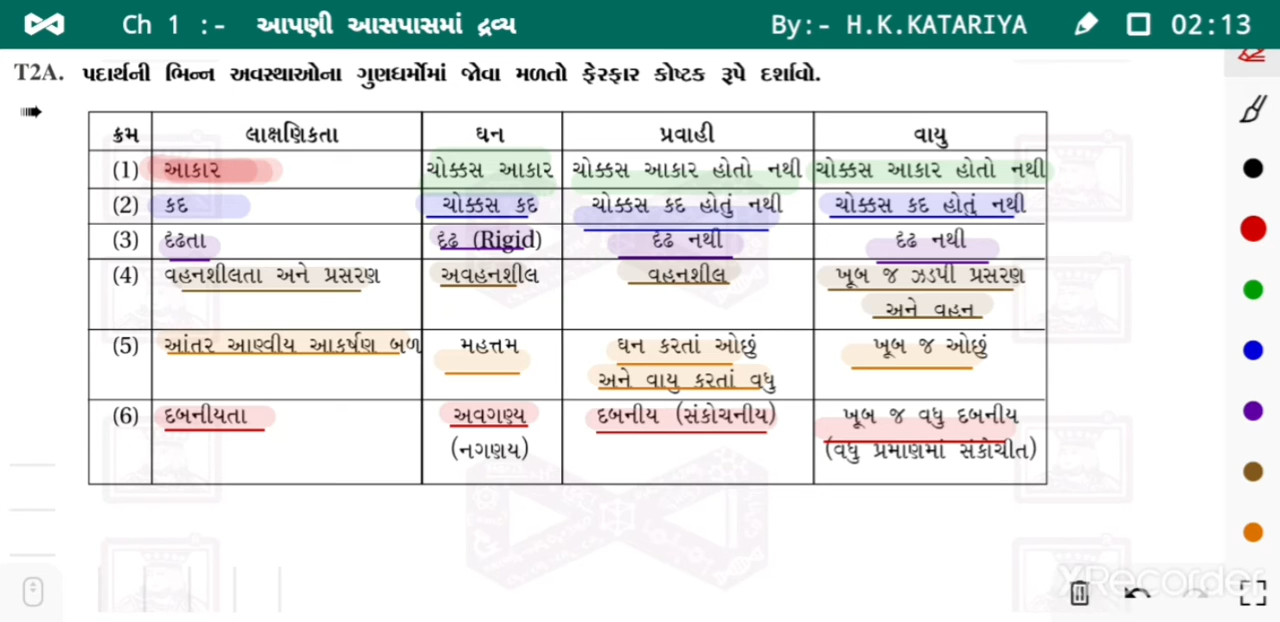 Ch 1 :- આપણી આસપાસમાં દ્રવ્ય By:- H.K.KATARIYA 02:13
T2A. પદાર્થની ભિન્ન અવસ્થાઓના ગુણધર્મોમાં જોવા મળતો ફેરફાર કોષ્ટક રૂપે દર્શાવો.
ક્રમ લાક્ષણિકતા ઘન પ્રવાહી વાયુ
(1) આકાર ચોક્કસ આકાર ચોક્કસ આકાર હોતો નથી ચોક્કસ આકાર હોતો નથી
(2) કદ ચોક્કસ કદ ચોક્કસ કદ હોતું નથી ચોક્કસ કદ હોતું નથી
(3) દૃઢતા દૃઢ (Rigid) દૃઢ નથી દૃઢ નથી
(4) વહનશીલતા અને પ્રસરણ અવહનશીલ વહનશીલ ખૂબ જ ઝડપી પ્રસરણ
અને વહન
(5) આંતર આણ્વીય આકર્ષણ બળ મહત્તમ ઘન કરતાં ઓછું ખૂબ જ ઓછું
અને વાયુ કરતાં વધુ
(6) દબનીયતા અવગણ્ય દબનીય (સંકોચનીય) ખૂબ જ વધુ દબનીય
(નગણય) (વધુ પ્રમાણમાં સંકોચીત)
XRecorder